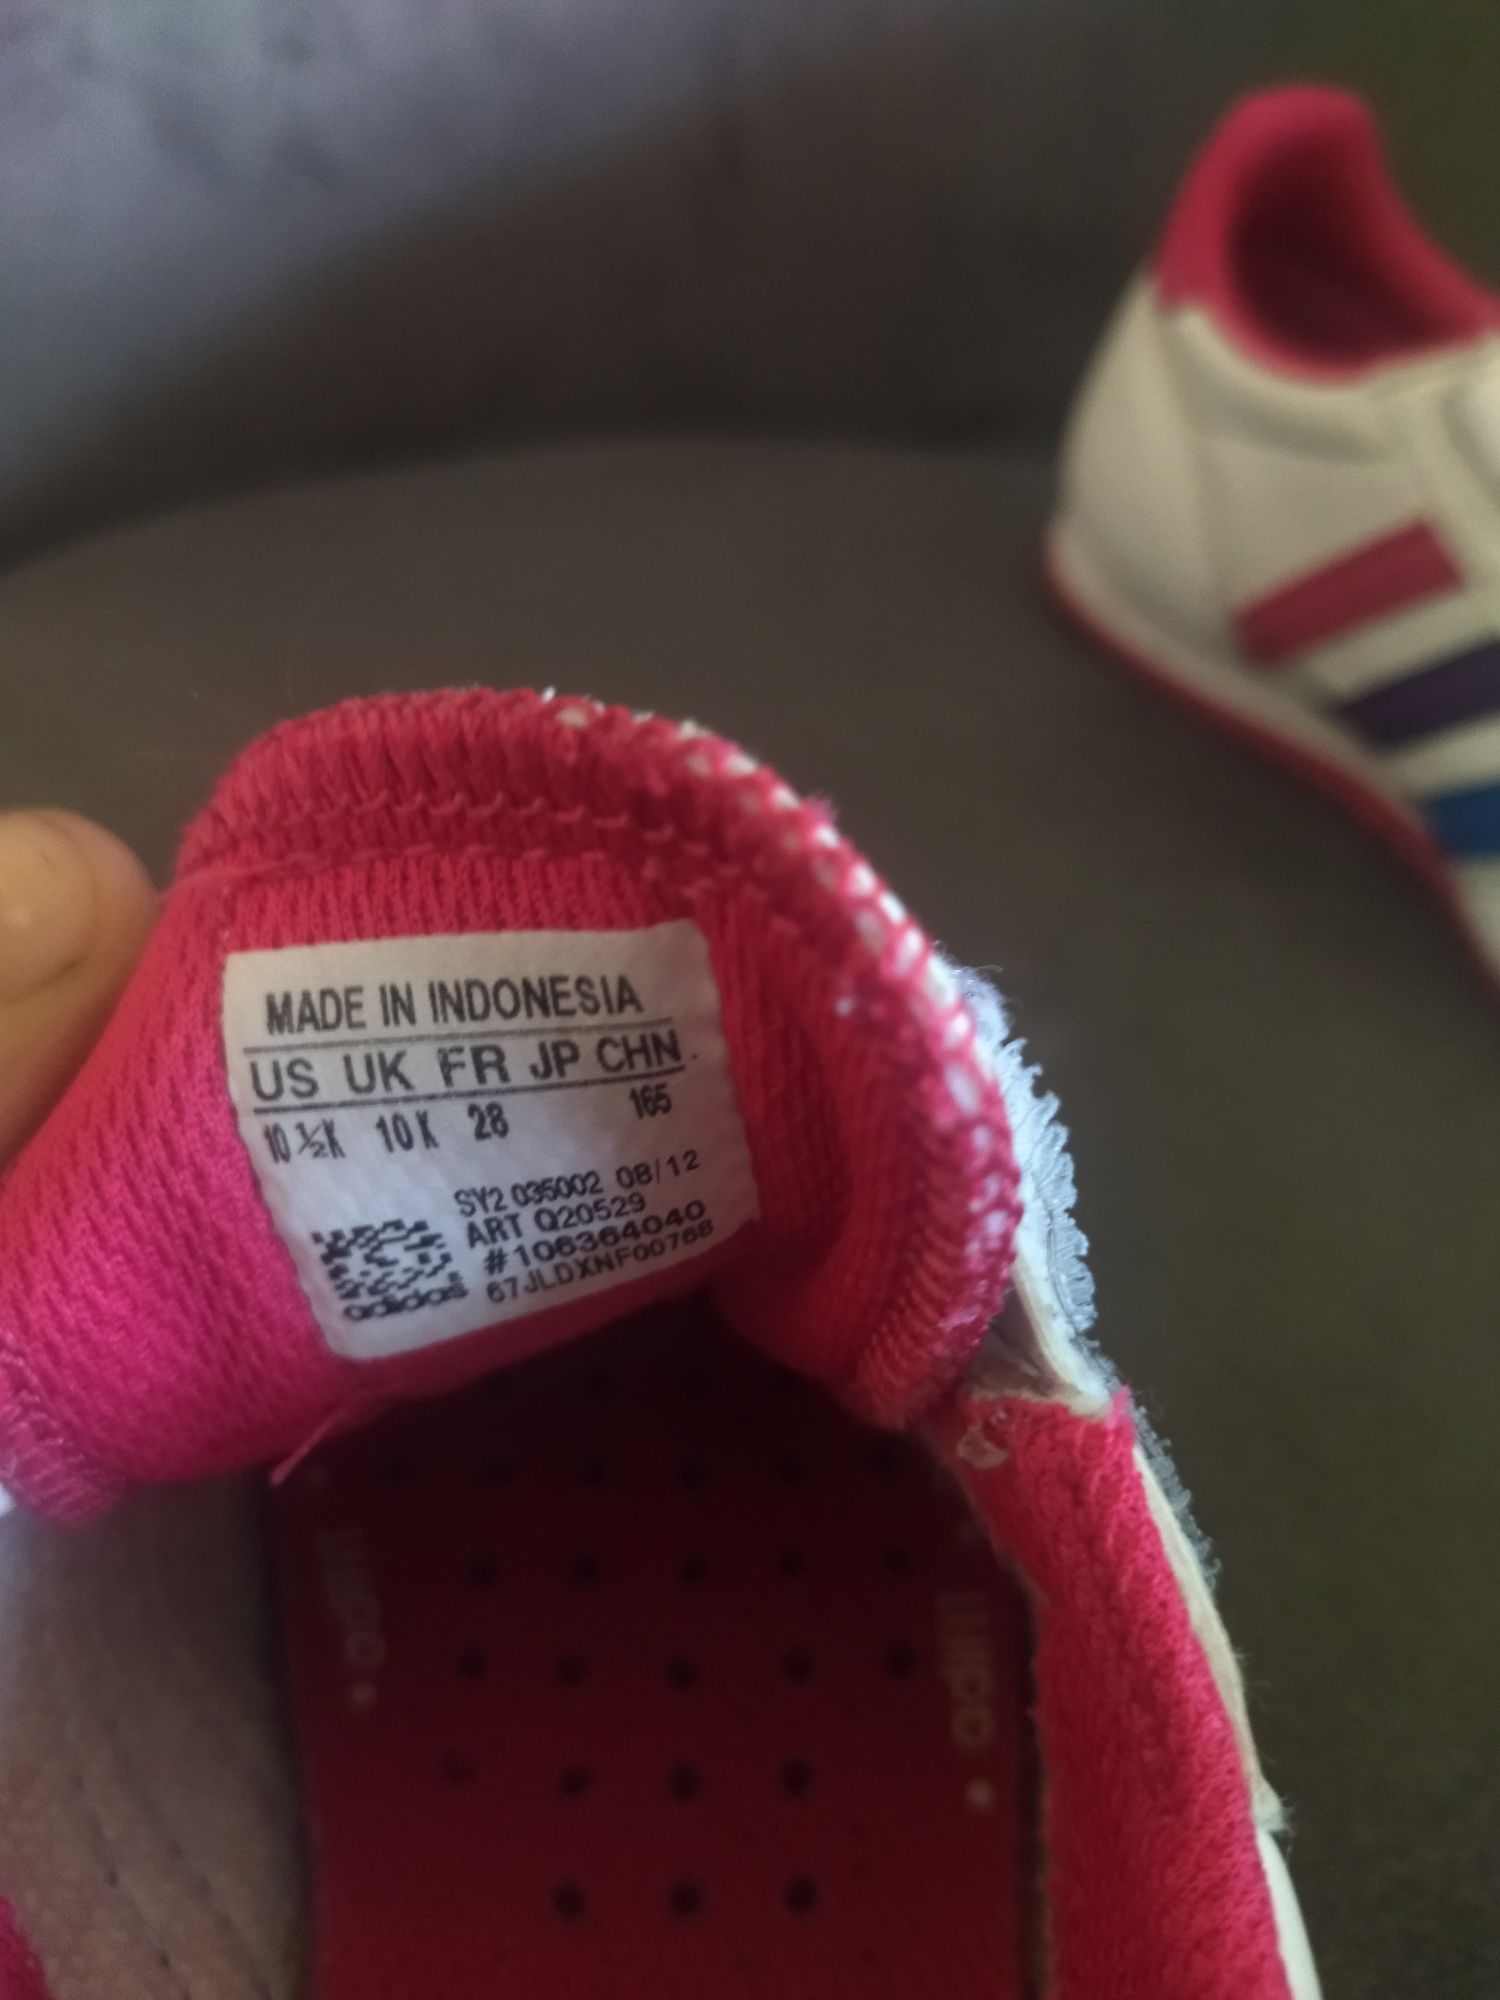 MADE IN INDONESIA
US UK FR JP CHN
10 ½K 10K 28 165
SY2 035002 08/12
ART Q20529
#106364040
67JLDXNF00768
adidas